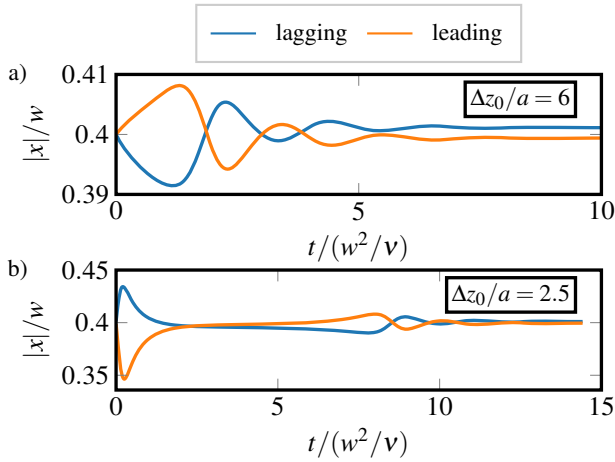 lagging leading
a)
0.41
0.4
0.39
|x|/w
Δz₀/a = 6
0 5 10
t/(w²/ν)
b)
0.45
0.4
0.35
|x|/w
Δz₀/a = 2.5
0 5 10 15
t/(w²/ν)